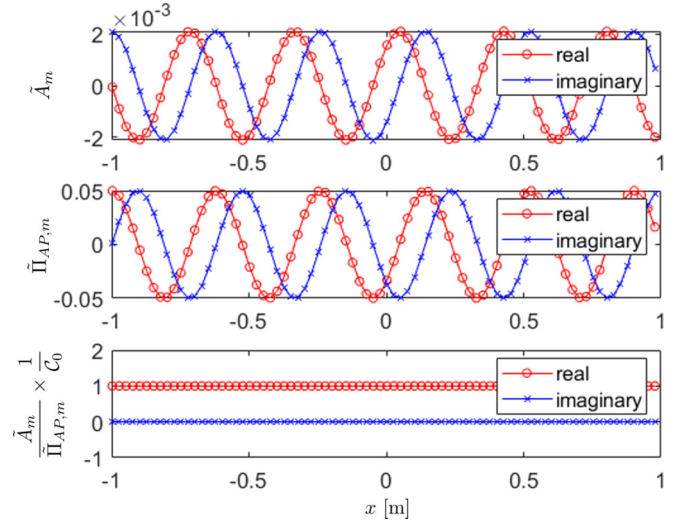 ×10⁻³
2
0
-2
Ã_m
real
imaginary
-1 -0.5 0 0.5 1
0.05
0
-0.05
Π̃_{AP,m}
real
imaginary
-1 -0.5 0 0.5 1
2
1
0
-1
Ã_m / Π̃_{AP,m} × 1 / 𝒞₀
real
imaginary
-1 -0.5 0 0.5 1
x [m]